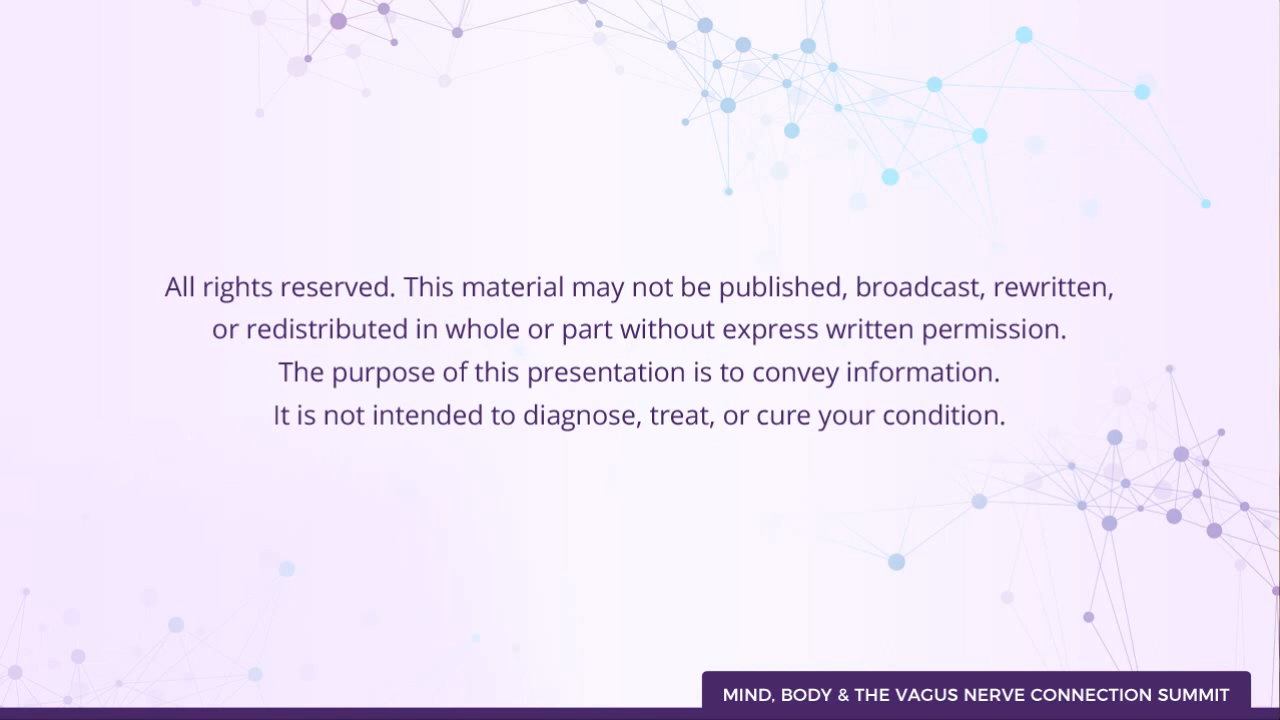 All rights reserved. This material may not be published, broadcast, rewritten,
or redistributed in whole or part without express written permission.
The purpose of this presentation is to convey information.
It is not intended to diagnose, treat, or cure your condition.
MIND, BODY & THE VAGUS NERVE CONNECTION SUMMIT